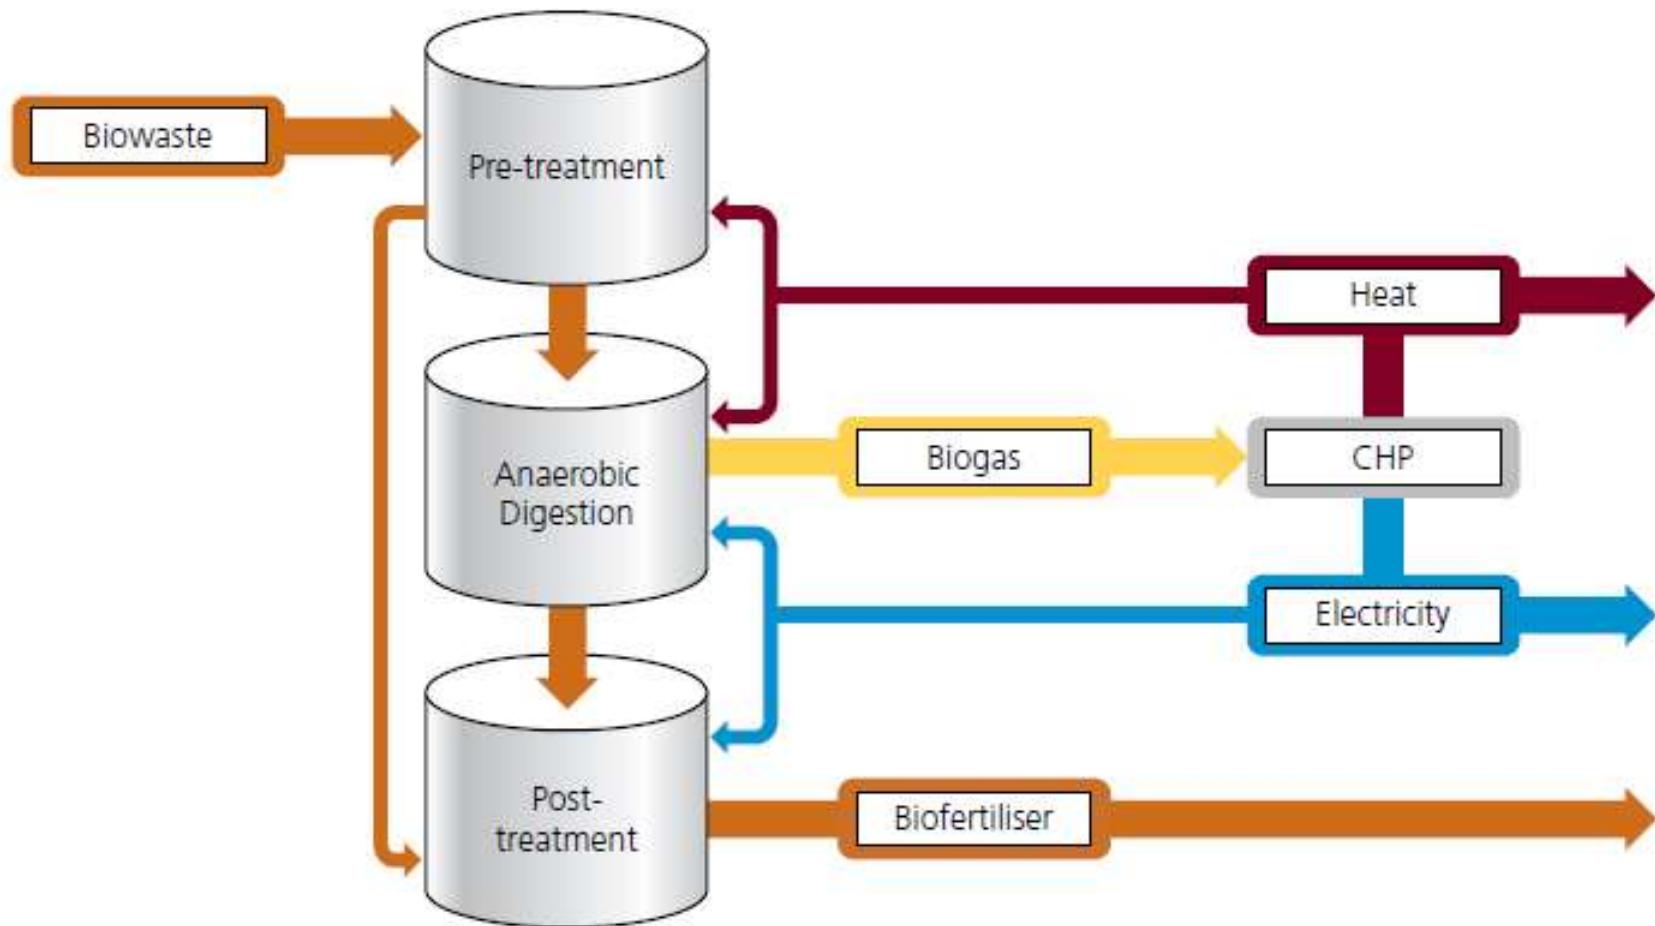 Biowaste
Pre-treatment
Heat
Anaerobic
Digestion
Biogas
CHP
Electricity
Post-
treatment
Biofertiliser